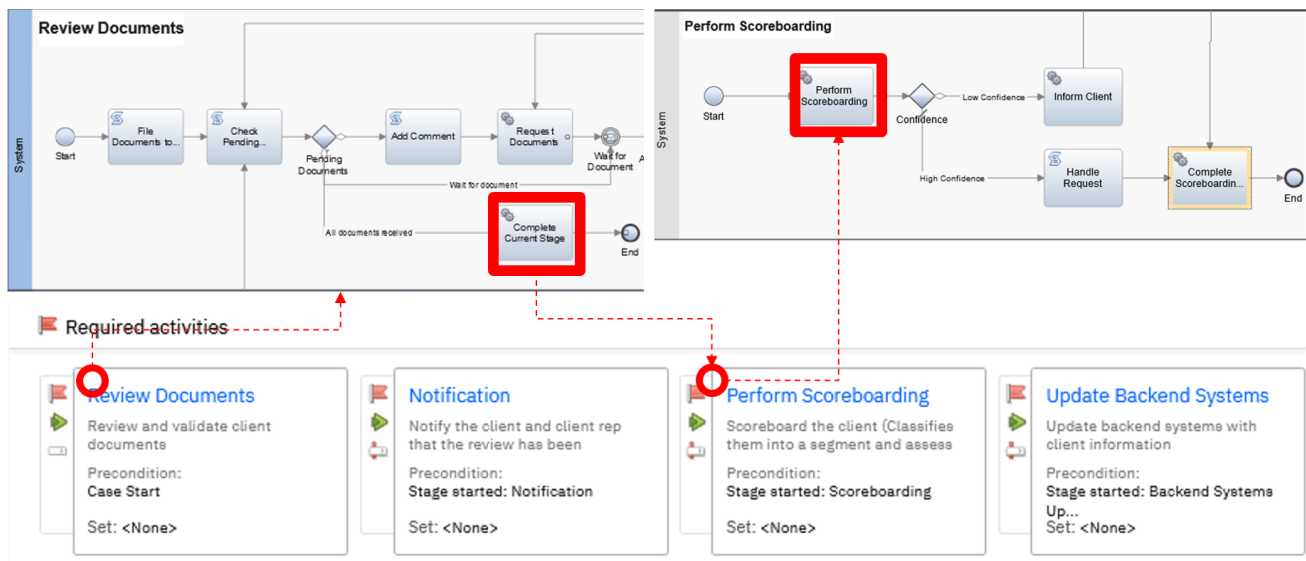 Review Documents
System
Start
File
Documents to...
Check
Pending...
Pending
Documents
Add Comment
Request
Documents
Wait for
Document
A
Wait for document
All documents received
Complete
Current Stage
End
Perform Scoreboarding
System
Start
Perform
Scoreboarding
Confidence
Low Confidence
Inform Client
High Confidence
Handle
Request
Complete
Scoreboardin...
End
Required activities
Review Documents
Review and validate client
documents
Precondition:
Case Start
Set: <None>
Notification
Notify the client and client rep
that the review has been
Precondition:
Stage started: Notification
Set: <None>
Perform Scoreboarding
Scoreboard the client (Classifies
them into a segment and assess
Precondition:
Stage started: Scoreboarding
Set: <None>
Update Backend Systems
Update backend systems with
client information
Precondition:
Stage started: Backend Systems
Up...
Set: <None>